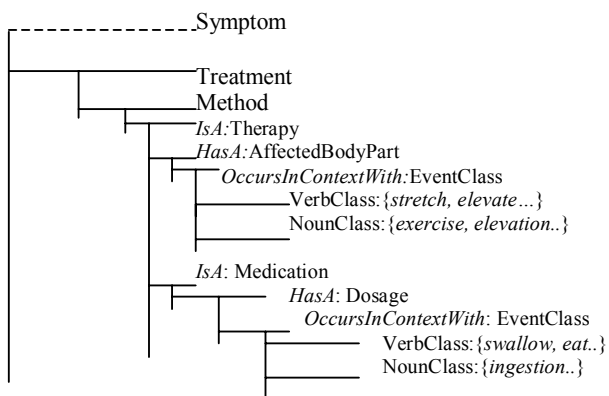 Symptom
Treatment
Method
IsA:Therapy
HasA:AffectedBodyPart
OccursInContextWith:EventClass
VerbClass:{stretch, elevate…}
NounClass:{exercise, elevation..}
IsA: Medication
HasA: Dosage
OccursInContextWith: EventClass
VerbClass:{swallow, eat..}
NounClass:{ingestion..}